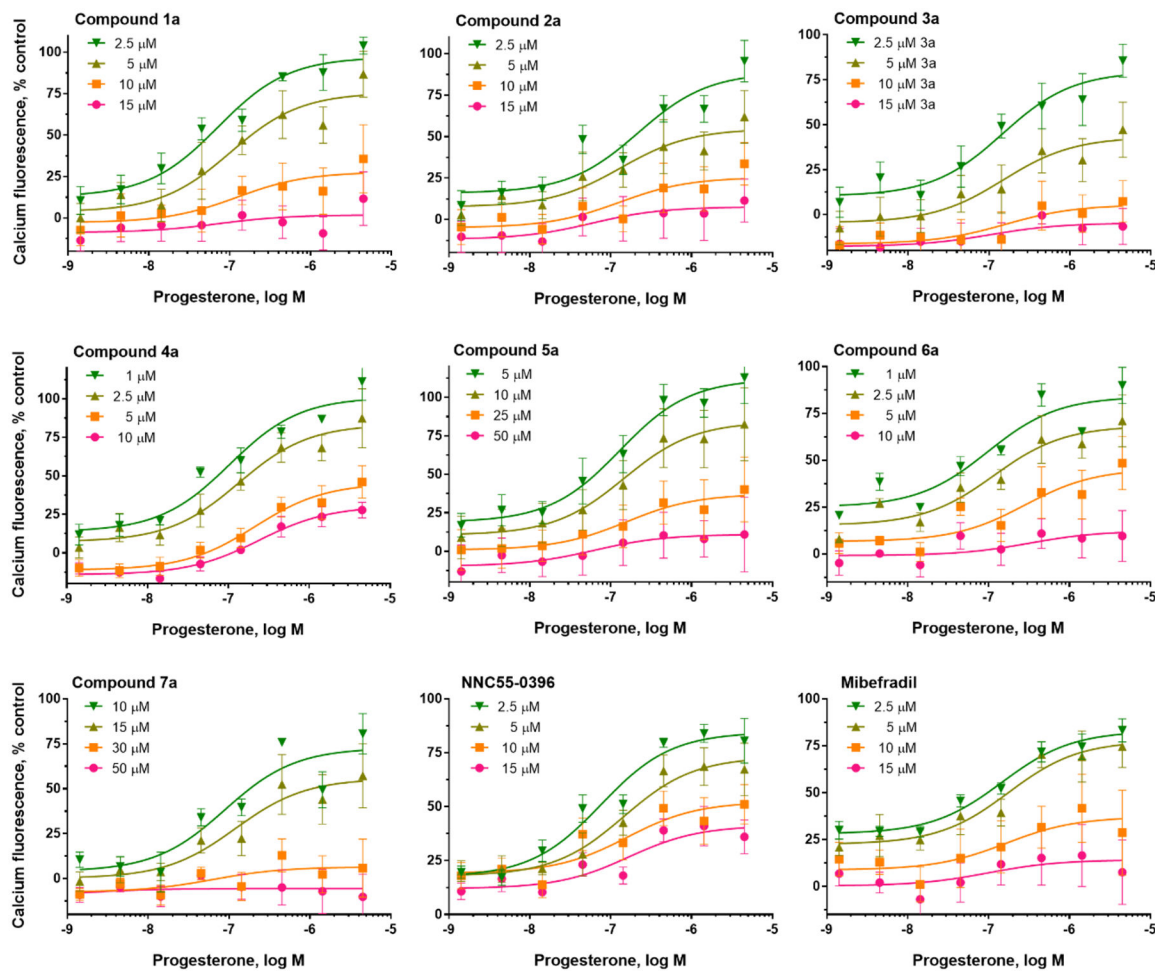 Compound 1a
2.5 μM
5 μM
10 μM
15 μM
Calcium fluorescence, % control
100
75
50
25
0
-9 -8 -7 -6 -5
Progesterone, log M
Compound 2a
2.5 μM
5 μM
10 μM
15 μM
100
75
50
25
0
-9 -8 -7 -6 -5
Progesterone, log M
Compound 3a
2.5 μM 3a
5 μM 3a
10 μM 3a
15 μM 3a
100
75
50
25
0
-9 -8 -7 -6 -5
Progesterone, log M
Compound 4a
1 μM
2.5 μM
5 μM
10 μM
Calcium fluorescence, % control
100
75
50
25
0
-9 -8 -7 -6 -5
Progesterone, log M
Compound 5a
5 μM
10 μM
25 μM
50 μM
100
75
50
25
0
-9 -8 -7 -6 -5
Progesterone, log M
Compound 6a
1 μM
2.5 μM
5 μM
10 μM
100
75
50
25
0
-9 -8 -7 -6 -5
Progesterone, log M
Compound 7a
10 μM
15 μM
30 μM
50 μM
Calcium fluorescence, % control
100
75
50
25
0
-9 -8 -7 -6 -5
Progesterone, log M
NNC55-0396
2.5 μM
5 μM
10 μM
15 μM
100
75
50
25
0
-9 -8 -7 -6 -5
Progesterone, log M
Mibefradil
2.5 μM
5 μM
10 μM
15 μM
100
75
50
25
0
-9 -8 -7 -6 -5
Progesterone, log M